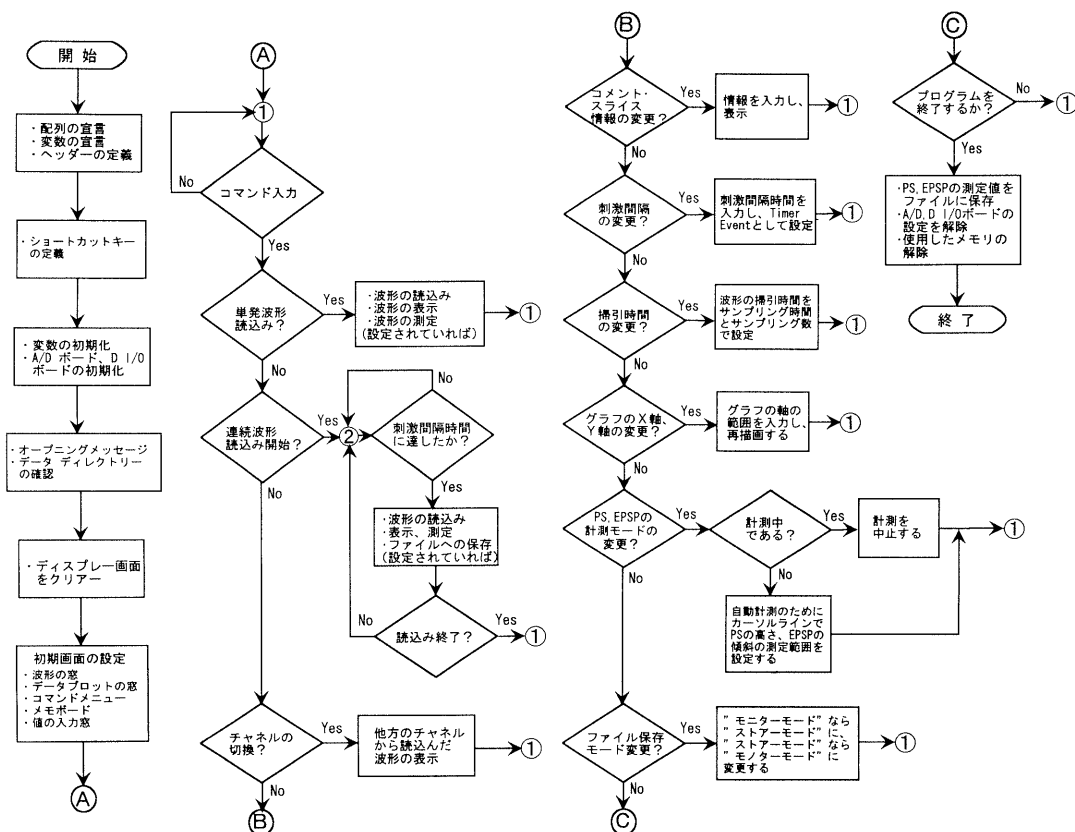 開 始
・配列の宣言
・変数の宣言
・ヘッダーの定義
・ショートカットキー
の定義
・変数の初期化
・A/D ボード、D I/O
ボードの初期化
・オープニングメッセージ
・データ ディレクトリー
の確認
・ディスプレー画面
をクリアー
初期画面の設定
・波形の窓
・データプロットの窓
・コマンドメニュー
・メモボード
・値の入力窓
A
A
①
コマンド入力
No
Yes
単発波形
読込み？
Yes
・波形の読込み
・波形の表示
・波形の測定
(設定されていれば)
①
No
連続波形
読込み開始？
Yes
②
刺激間隔時間
に達したか？
No
Yes
・波形の読込み
・表示、測定
・ファイルへの保存
(設定されていれば)
読込み終了？
No
Yes
①
No
チャネルの
切換？
Yes
他方のチャネル
から読込んだ
波形の表示
①
No
B
B
コメント・
スライス
情報の変更？
Yes
情報を入力し、
表示
①
No
刺激間隔
の変更？
Yes
刺激間隔時間を
入力し、Timer
Eventとして設定
①
No
掃引時間
の変更？
Yes
波形の掃引時間を
サンプリング時間
とサンプリング数
で設定
①
No
グラフのX軸、
Y軸の変更？
Yes
グラフの軸の
範囲を入力し、
再描画する
①
No
PS,EPSPの
計測モードの
変更？
Yes
計測中
である？
Yes
計測を
中止する
①
No
自動計測のために
カーソルラインで
PSの高さ、EPSPの
傾斜の測定範囲を
設定する
No
ファイル保存
モード変更？
Yes
”モニターモード”なら
”ストアーモード”に、
”ストアーモード”なら
”モノターモード”に
変更する
①
No
C
C
プログラムを
終了するか？
No
①
Yes
・PS,EPSPの測定値を
ファイルに保存
・A/D,D I/Oボードの
設定を解除
・使用したメモリの
解除
終 了